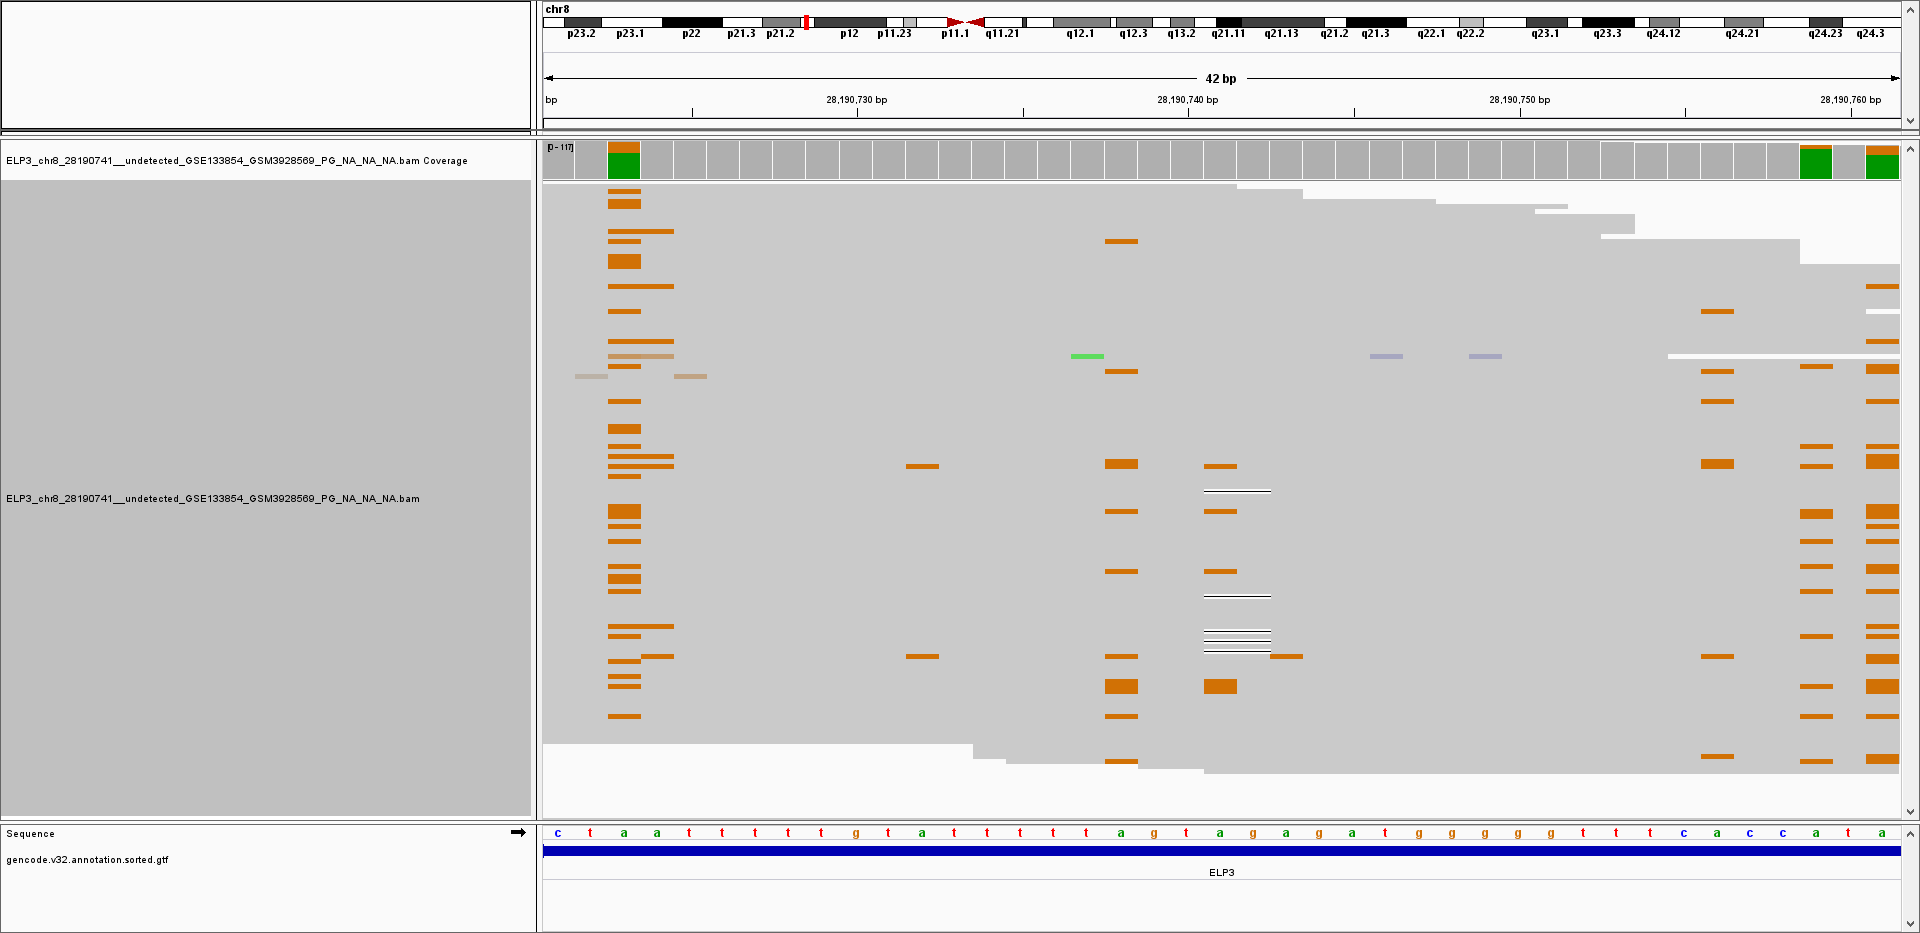 chr8
p23.2 p23.1 p22 p21.3 p21.2 p12 p11.23 p11.1 q11.21 q12.1 q12.3 q13.2 q21.11 q21.13 q21.2 q21.3 q22.1 q22.2 q23.1 q23.3 q24.12 q24.21 q24.23 q24.3
42 bp
bp 28,190,730 bp 28,190,740 bp 28,190,750 bp 28,190,760 bp
[0 - 117]
ELP3_chr8_28190741__undetected_GSE133854_GSM3928569_PG_NA_NA_NA.bam Coverage
ELP3_chr8_28190741__undetected_GSE133854_GSM3928569_PG_NA_NA_NA.bam
Sequence c t a a t t t t t g t a t t t t t a g t a g a g a t g g g g g t t t c a c c a t a
gencode.v32.annotation.sorted.gtf
ELP3